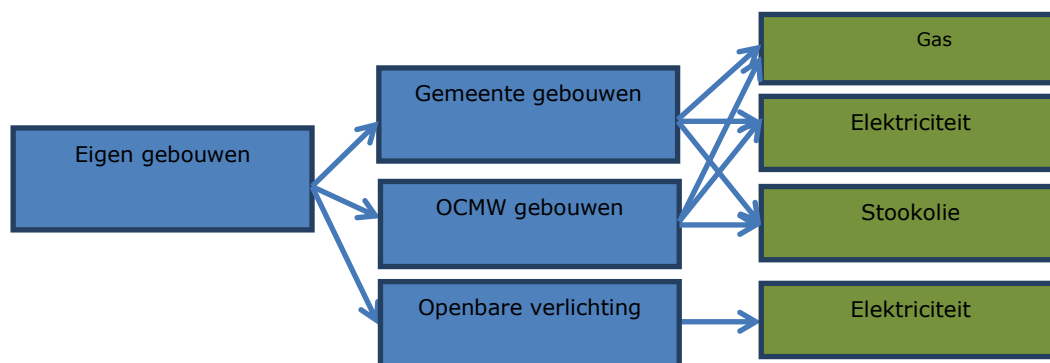 Eigen gebouwen
Gemeente gebouwen
OCMW gebouwen
Openbare verlichting
Gas
Elektriciteit
Stookolie
Elektriciteit